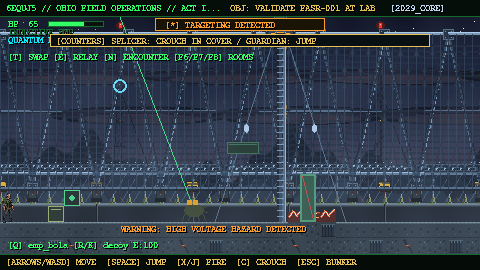 6EQUJ5 // OHIO FIELD OPERATIONS // ACT I... OBJ: VALIDATE FASR-001 AT LAB [2029_CORE]
HP: 65
[*] TARGETING DETECTED
QUANTUM
[COUNTERS] SPLICER: CROUCH IN COVER / GUARDIAN: JUMP
[T] SWAP [E] RELAY [N] ENCOUNTER [F6/F7/F8] ROOMS
WARNING: HIGH VOLTAGE HAZARD DETECTED
[Q] emp_bola-[R/K] decoy E:100
[ARROWS/WASD] MOVE [SPACE] JUMP [X/J] FIRE [C] CROUCH [ESC] BUNKER